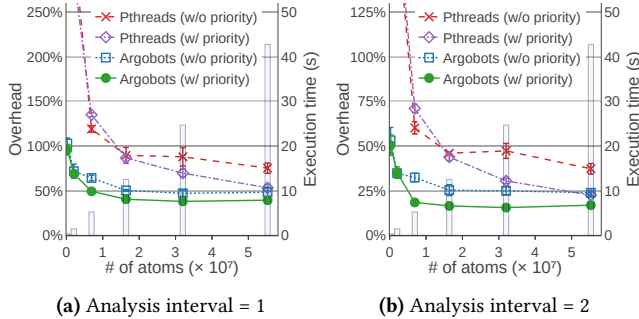 250%
200%
150%
100%
50%
0%
Overhead
Pthreads (w/o priority)
Pthreads (w/ priority)
Argobots (w/o priority)
Argobots (w/ priority)
50
40
30
20
10
0
Execution time (s)
0 1 2 3 4 5
# of atoms (× 10⁷)
(a) Analysis interval = 1
125%
100%
75%
50%
25%
0%
Overhead
Pthreads (w/o priority)
Pthreads (w/ priority)
Argobots (w/o priority)
Argobots (w/ priority)
50
40
30
20
10
0
Execution time (s)
0 1 2 3 4 5
# of atoms (× 10⁷)
(b) Analysis interval = 2